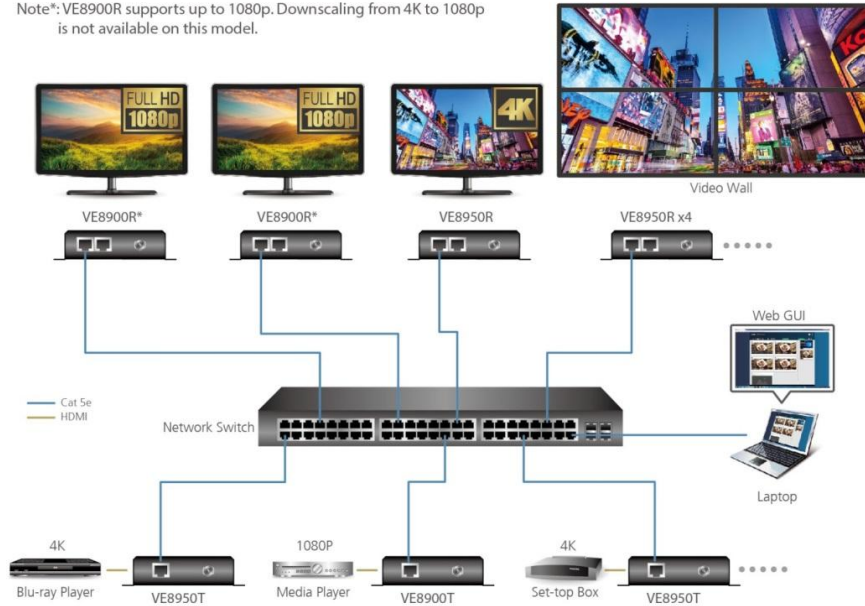 Note*: VE8900R supports up to 1080p. Downscaling from 4K to 1080p
is not available on this model.
FULL HD
1080p
FULL HD
1080p
4K
Video Wall
VE8900R*
VE8900R*
VE8950R
VE8950R x4
Web GUI
Cat 5e
HDMI
Network Switch
Laptop
4K
1080P
4K
Blu-ray Player
VE8950T
Media Player
VE8900T
Set-top Box
VE8950T